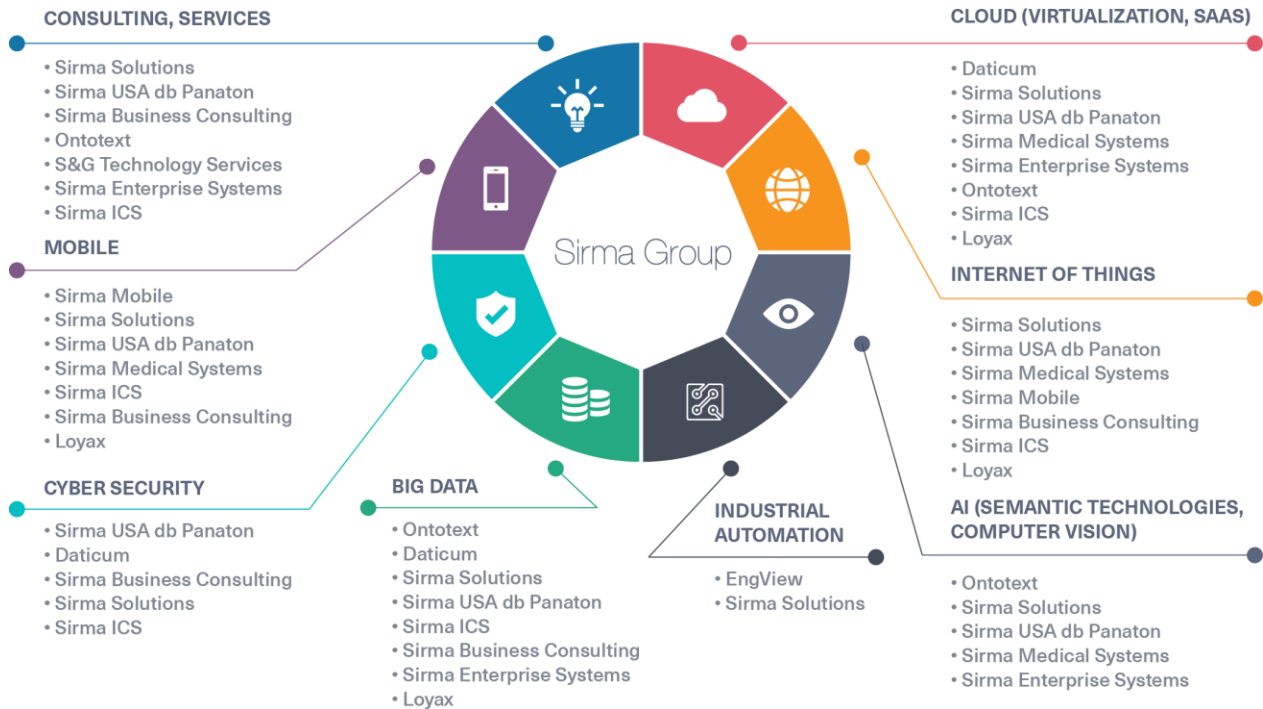 CONSULTING, SERVICES
• Sirma Solutions
• Sirma USA db Panaton
• Sirma Business Consulting
• Ontotext
• S&G Technology Services
• Sirma Enterprise Systems
• Sirma ICS
MOBILE
• Sirma Mobile
• Sirma Solutions
• Sirma USA db Panaton
• Sirma Medical Systems
• Sirma ICS
• Sirma Business Consulting
• Loyax
CYBER SECURITY
• Sirma USA db Panaton
• Daticum
• Sirma Business Consulting
• Sirma Solutions
• Sirma ICS
Sirma Group
BIG DATA
• Ontotext
• Daticum
• Sirma Solutions
• Sirma USA db Panaton
• Sirma ICS
• Sirma Business Consulting
• Sirma Enterprise Systems
• Loyax
INDUSTRIAL
AUTOMATION
• EngView
• Sirma Solutions
CLOUD (VIRTUALIZATION, SAAS)
• Daticum
• Sirma Solutions
• Sirma USA db Panaton
• Sirma Medical Systems
• Sirma Enterprise Systems
• Ontotext
• Sirma ICS
• Loyax
INTERNET OF THINGS
• Sirma Solutions
• Sirma USA db Panaton
• Sirma Medical Systems
• Sirma Mobile
• Sirma Business Consulting
• Sirma ICS
• Loyax
AI (SEMANTIC TECHNOLOGIES,
COMPUTER VISION)
• Ontotext
• Sirma Solutions
• Sirma USA db Panaton
• Sirma Medical Systems
• Sirma Enterprise Systems